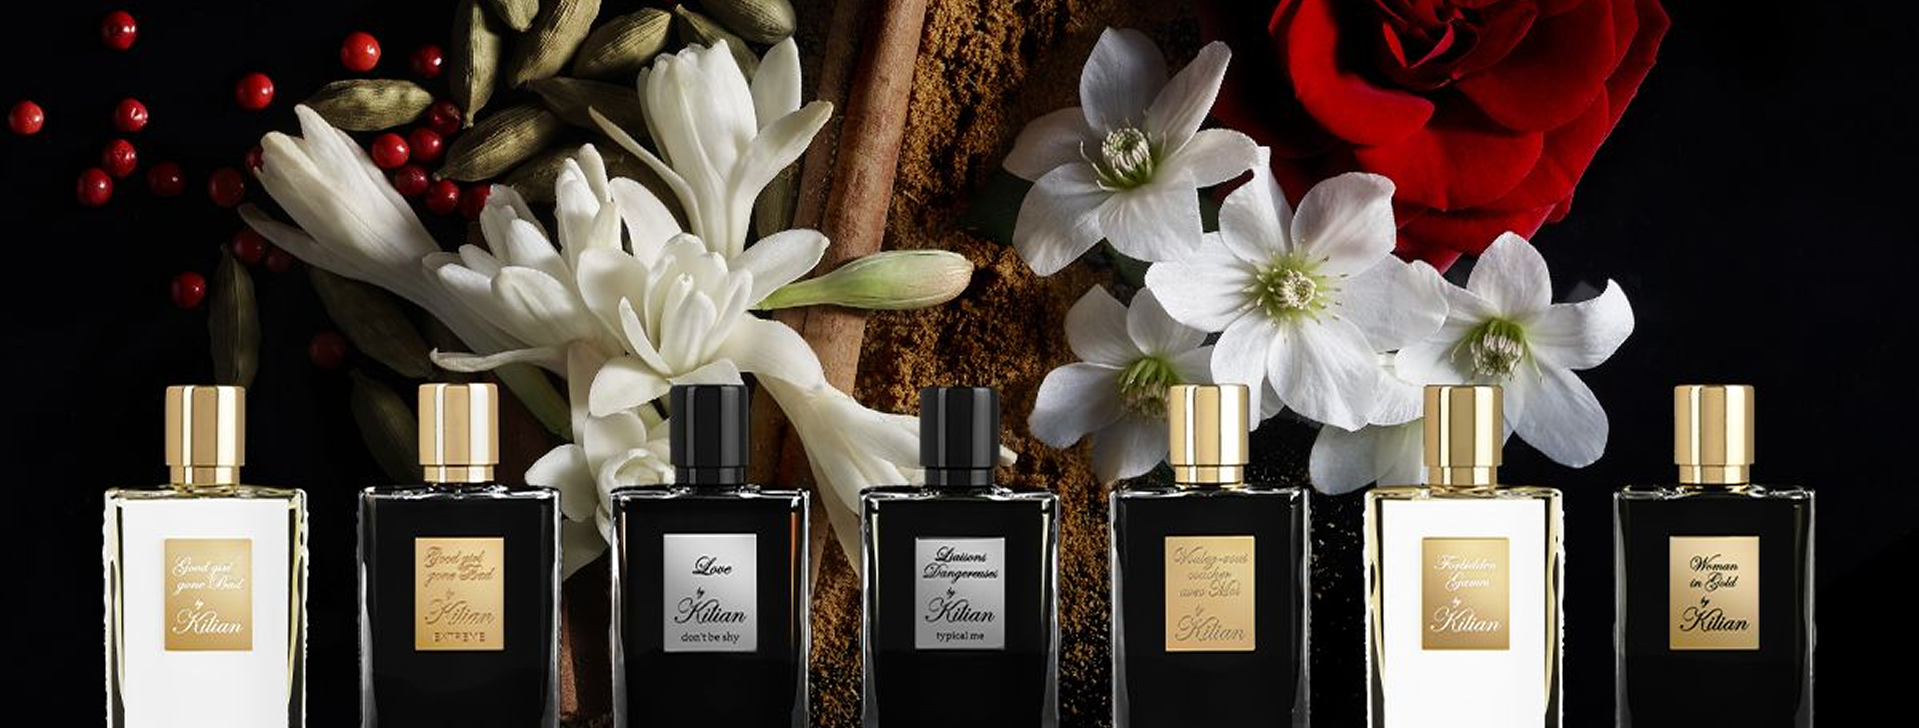 Good girl
gone Bad
by
Kilian
Good girl
gone Bad
by
Kilian
EXTREME
Love
by
Kilian
don't be shy
Liaisons
Dangereuses
by
Kilian
typical me
Voulez-vous
coucher
avec Moi
by
Kilian
Forbidden
Games
by
Kilian
Woman
in Gold
by
Kilian